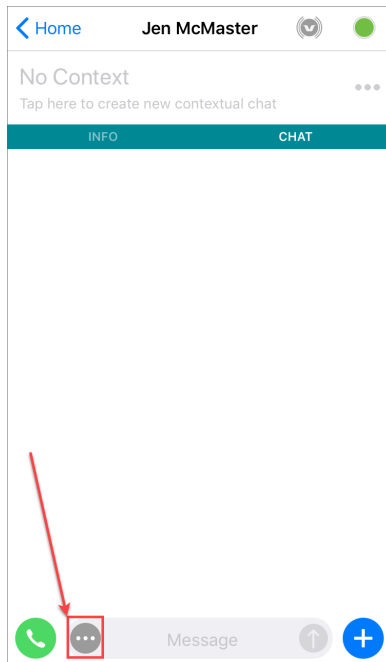 Home
Jen McMaster
No Context
Tap here to create new contextual chat
INFO
CHAT
Message